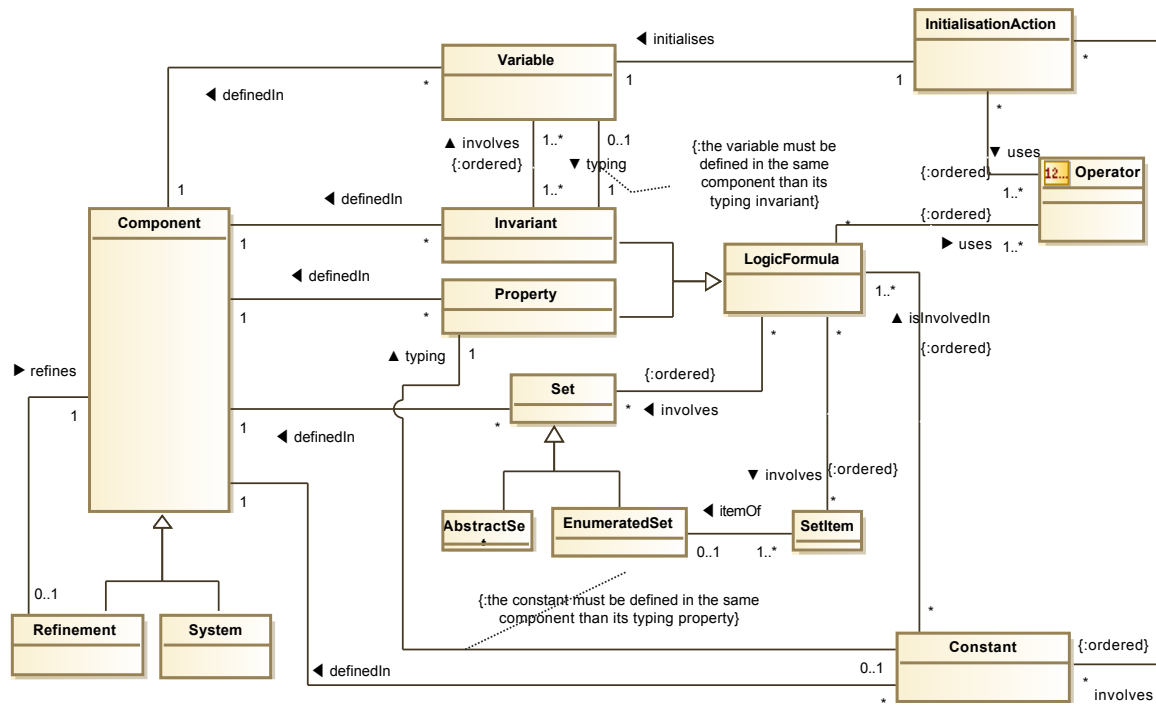 InitialisationAction
◀ initialises
Variable
*
1
1
*
◀ definedIn
*
▲ involves
1..*
0..1
{:the variable must be
defined in the same
component than its
typing invariant}
▼ uses
{:ordered}
▼ typing
{:ordered}
12...
Operator
1..*
1
◀ definedIn
1..*
1
{:ordered}
Component
Invariant
*
1
*
▶ uses
1..*
LogicFormula
◀ definedIn
Property
1..*
1
*
▲ isInvolvedIn
*
*
▲ typing
1
{:ordered}
▶ refines
{:ordered}
Set
1
*
◀ involves
1
*
◀ definedIn
{:ordered}
▼ involves
1
*
◀ itemOf
AbstractSe
t
EnumeratedSet
SetItem
0..1
1..*
0..1
{:the constant must be defined in the same
component than its typing property}
*
Refinement
System
Constant
{:ordered}
◀ definedIn
0..1
*
*
involves